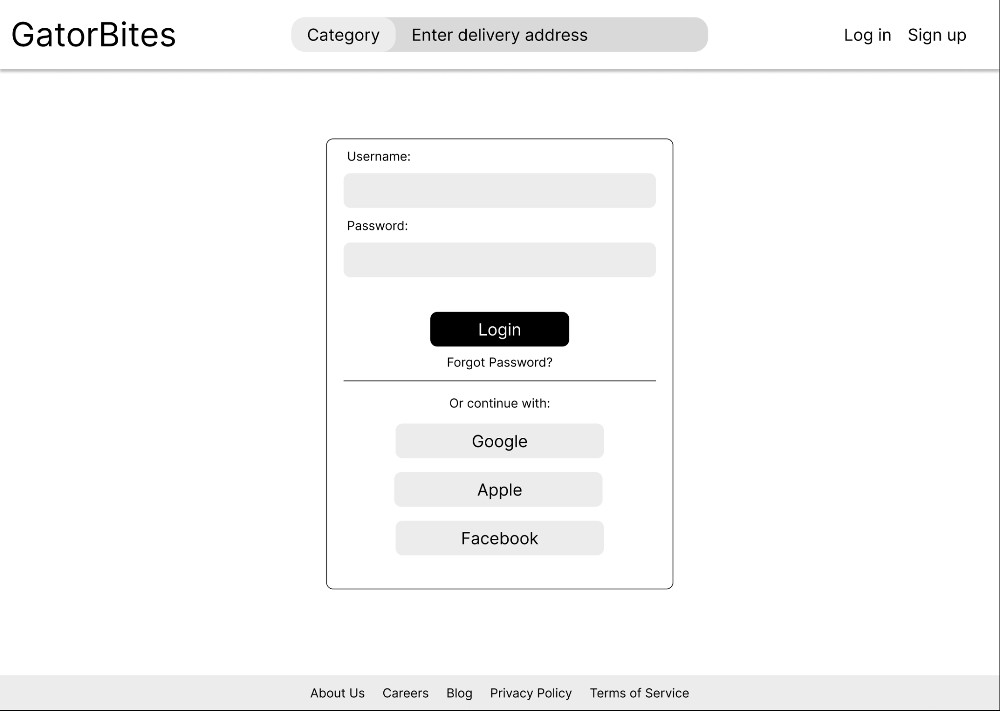 GatorBites
Category
Enter delivery address
Log in
Sign up
Username:
Password:
Login
Forgot Password?
Or continue with:
Google
Apple
Facebook
About Us
Careers
Blog
Privacy Policy
Terms of Service